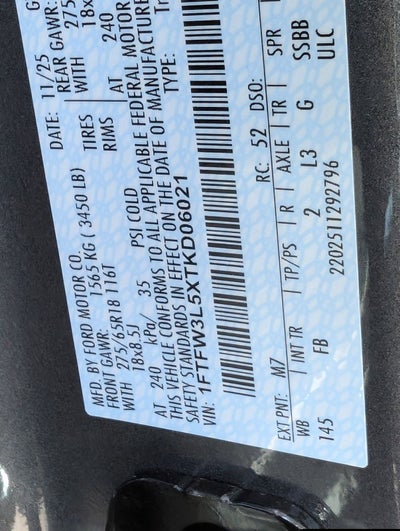 MFD. BY FORD MOTOR CO.
DATE: 11/25
FRONT GAWR: 1565 KG ( 3450 LB)
REAR GAWR:
WITH 275/65R18 116T TIRES
WITH 275
18x8.5J RIMS
18x
AT 240 kPa/ 35 PSI COLD
AT 240
THIS VEHICLE CONFORMS TO ALL APPLICABLE FEDERAL MOTOR
SAFETY STANDARDS IN EFFECT ON THE DATE OF MANUFACTURE
VIN: 1FTFW3L5XTKD06021
TYPE:
EXT PNT: M7 RC: 52 DSO:
WB INT TR TP/PS R AXLE TR SPR
145 FB 2 L3 G SSBB
2202511292796 ULC